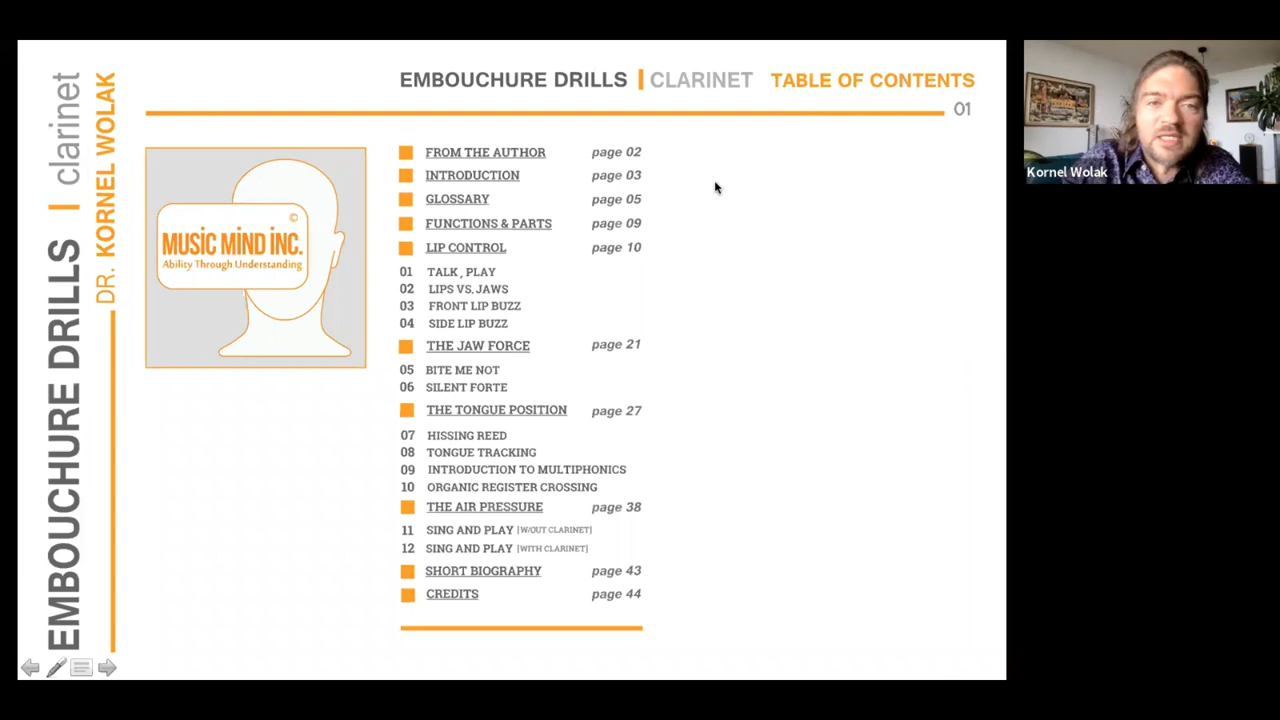 EMBOUCHURE DRILLS | clarinet
DR. KORNEL WOLAK
EMBOUCHURE DRILLS | CLARINET TABLE OF CONTENTS
01
©
MUSIC MIND INC.
Ability Through Understanding
FROM THE AUTHOR page 02
INTRODUCTION page 03
GLOSSARY page 05
FUNCTIONS & PARTS page 09
LIP CONTROL page 10
01 TALK , PLAY
02 LIPS VS. JAWS
03 FRONT LIP BUZZ
04 SIDE LIP BUZZ
THE JAW FORCE page 21
05 BITE ME NOT
06 SILENT FORTE
THE TONGUE POSITION page 27
07 HISSING REED
08 TONGUE TRACKING
09 INTRODUCTION TO MULTIPHONICS
10 ORGANIC REGISTER CROSSING
THE AIR PRESSURE page 38
11 SING AND PLAY [W/OUT CLARINET]
12 SING AND PLAY [WITH CLARINET]
SHORT BIOGRAPHY page 43
CREDITS page 44
Kornel Wolak